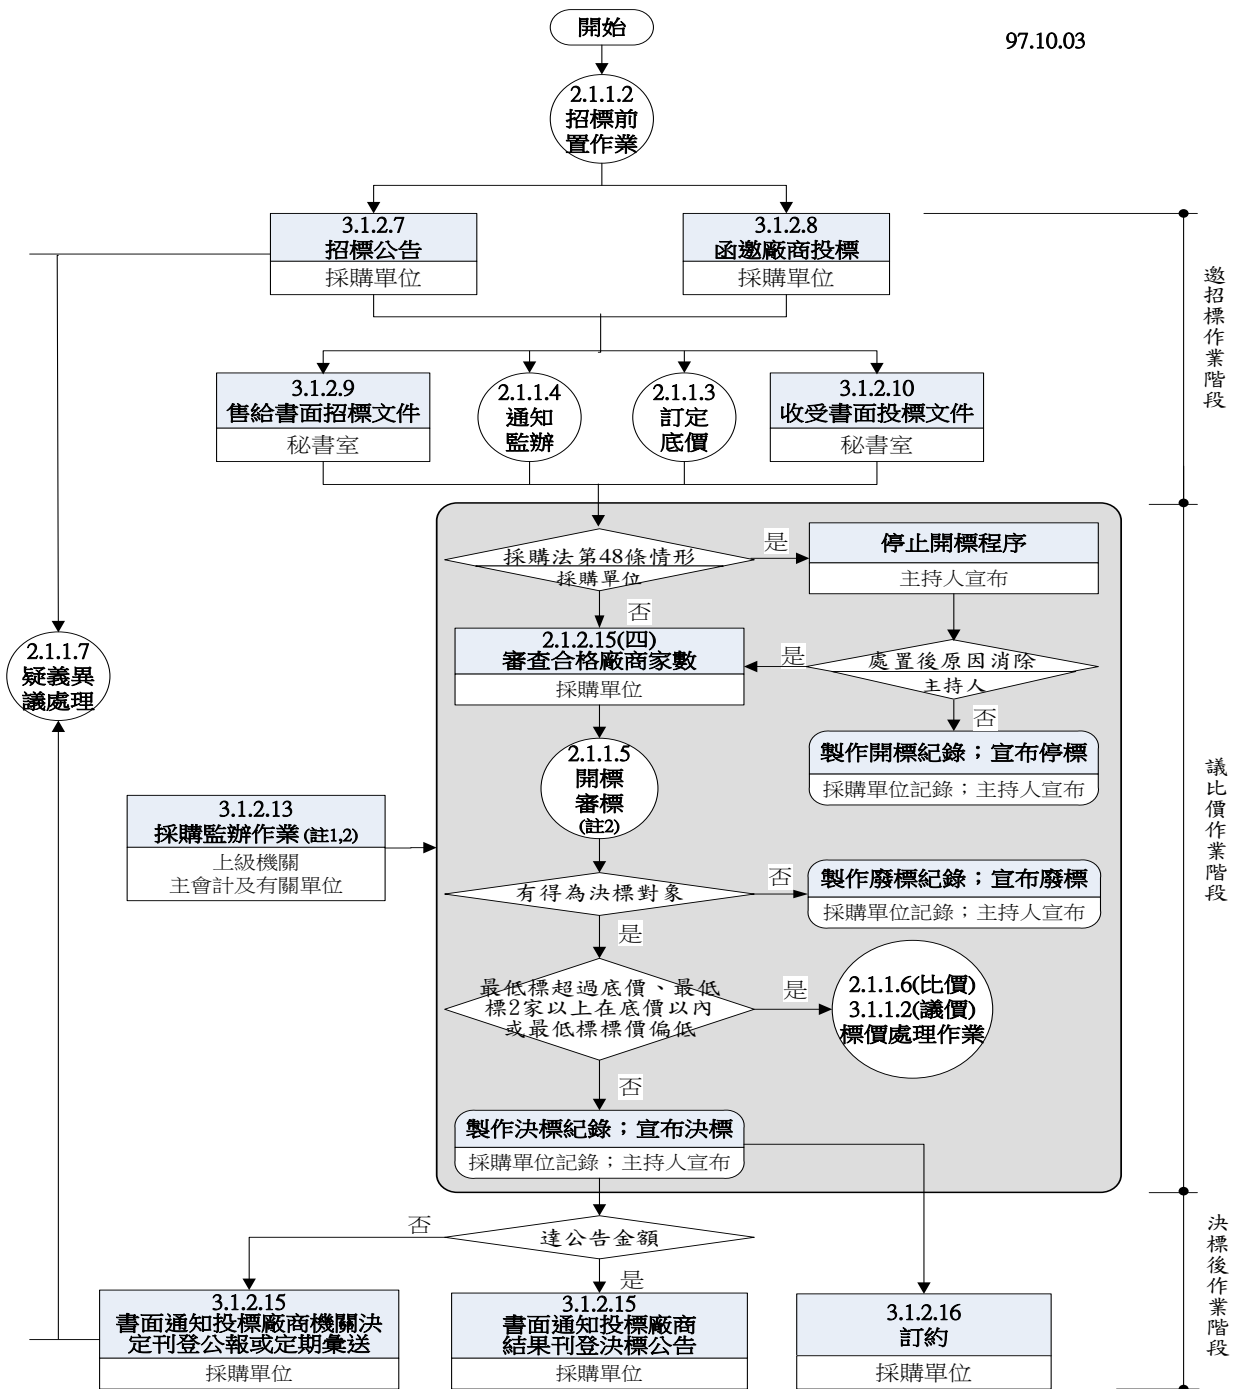 開始
97.10.03
2.1.1.2
招標前
置作業
3.1.2.7
招標公告
採購單位
3.1.2.8
函邀廠商投標
採購單位
邀招標作業階段
3.1.2.9
售給書面招標文件
秘書室
2.1.1.4
通知
監辦
2.1.1.3
訂定
底價
3.1.2.10
收受書面投標文件
秘書室
採購法第48條情形
採購單位
是
停止開標程序
主持人宣布
否
2.1.2.15(四)
審查合格廠商家數
採購單位
是
處置後原因消除
主持人
否
製作開標紀錄；宣布停標
採購單位記錄；主持人宣布
2.1.1.7
疑義異
議處理
2.1.1.5
開標
審標
(註2)
議比價作業階段
3.1.2.13
採購監辦作業(註1,2)
上級機關
主會計及有關單位
有得為決標對象
否
製作廢標紀錄；宣布廢標
採購單位記錄；主持人宣布
是
最低標超過底價、最低
標2家以上在底價以內
或最低標標價偏低
是
2.1.1.6(比價)
3.1.1.2(議價)
標價處理作業
否
製作決標紀錄；宣布決標
採購單位記錄；主持人宣布
達公告金額
否
是
決標後作業階段
3.1.2.15
書面通知投標廠商機關決
定刊登公報或定期彙送
採購單位
3.1.2.15
書面通知投標廠商
結果刊登決標公告
採購單位
3.1.2.16
訂約
採購單位